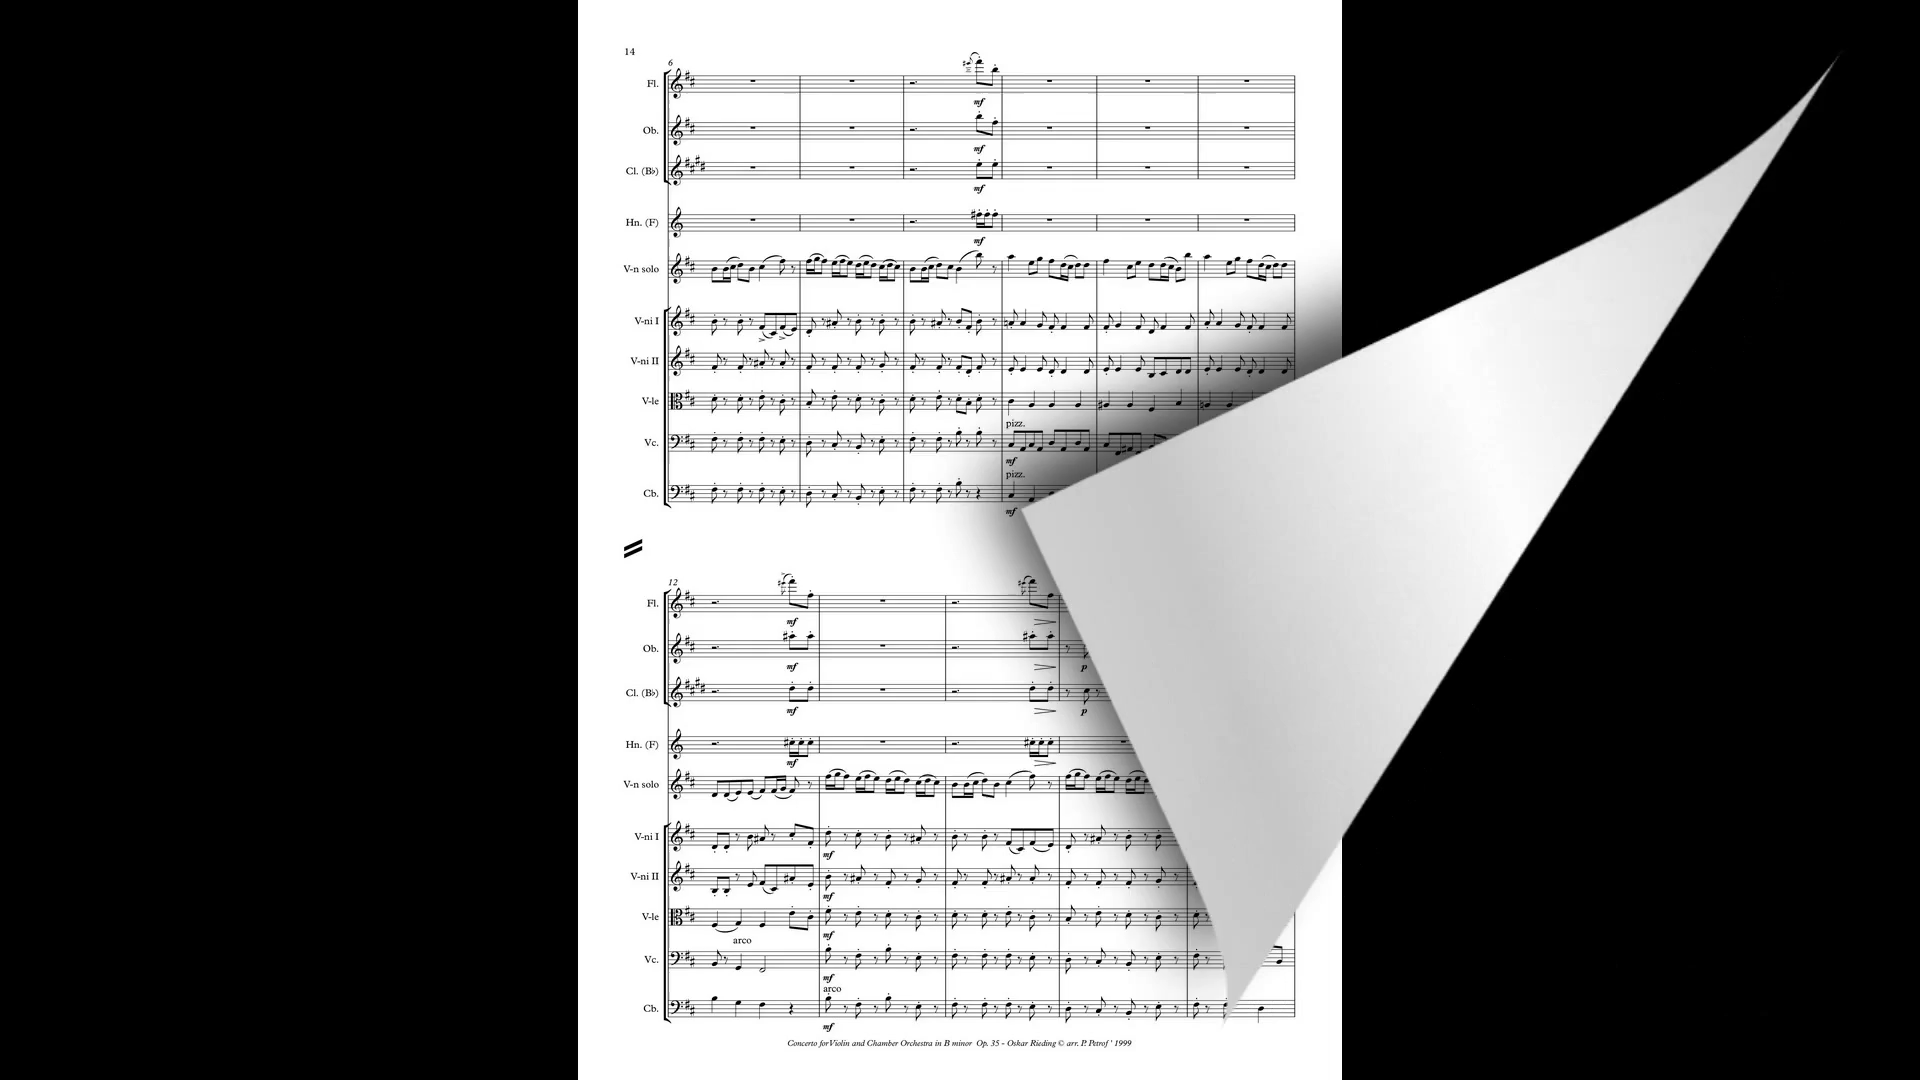 14
6
Fl.
mf
Ob.
mf
Cl. (B♭)
mf
Hn. (F)
mf
V-n solo
V-ni I
V-ni II
V-le
pizz.
Vc.
mf
pizz.
Cb.
mf
12
Fl.
mf
Ob.
mf p
Cl. (B♭)
mf p
Hn. (F)
mf
V-n solo
V-ni I
mf
V-ni II
mf
V-le
mf
arco
Vc.
mf
arco
Cb.
mf
Concerto for Violin and Chamber Orchestra in B minor Op. 35 - Oskar Rieding © arr. P. Petrof ' 1999